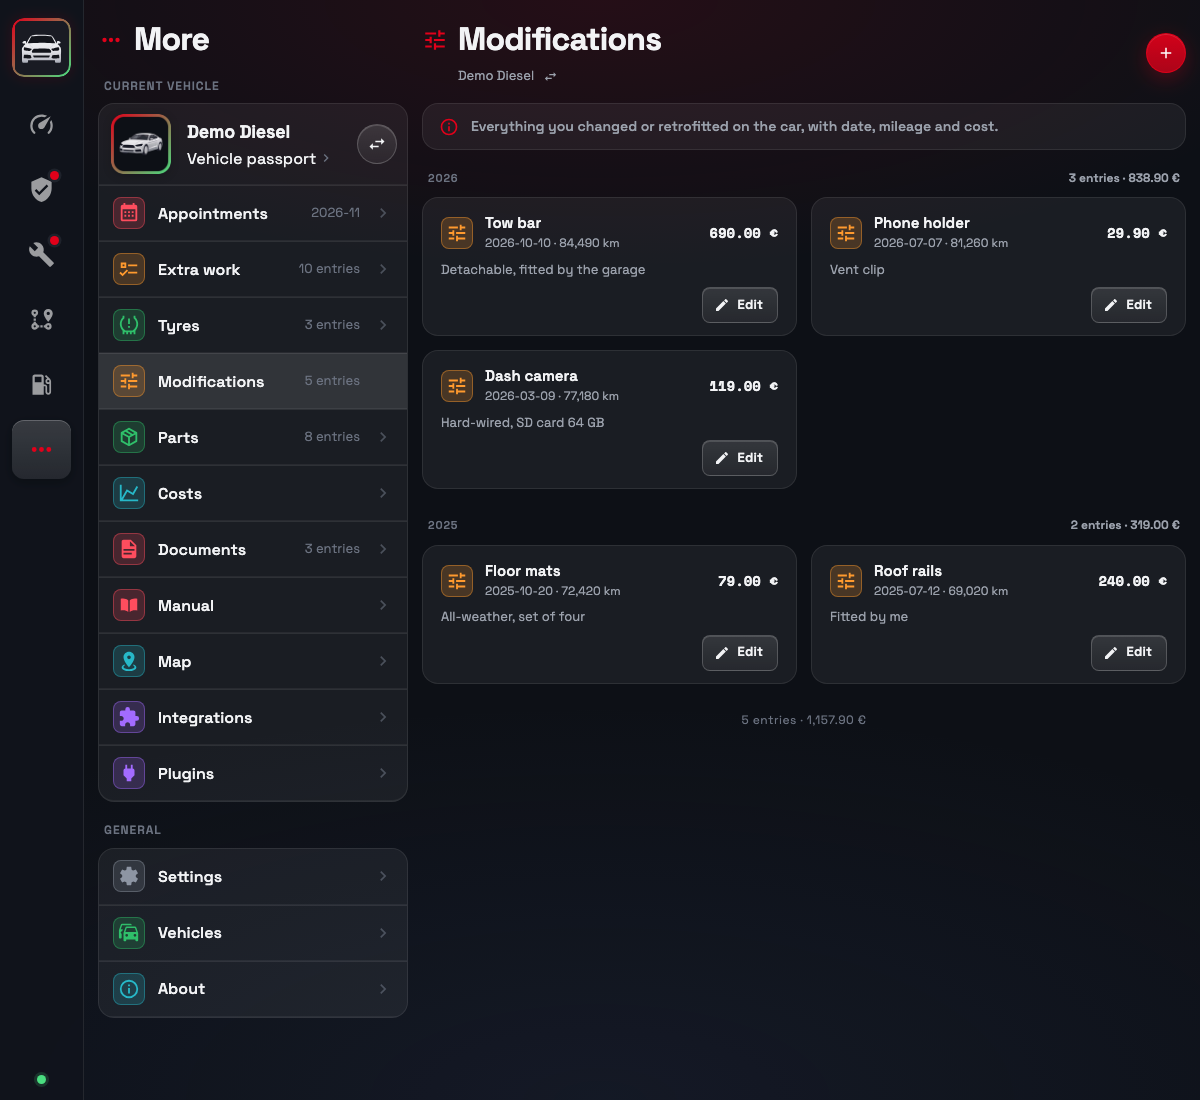 More
CURRENT VEHICLE
Demo Diesel
Vehicle passport
Appointments 2026-11
Extra work 10 entries
Tyres 3 entries
Modifications 5 entries
Parts 8 entries
Costs
Documents 3 entries
Manual
Map
Integrations
Plugins
GENERAL
Settings
Vehicles
About
Modifications
Demo Diesel
Everything you changed or retrofitted on the car, with date, mileage and cost.
2026 3 entries · 838.90 €
Tow bar
2026-10-10 · 84,490 km
690.00 €
Detachable, fitted by the garage
Edit
Phone holder
2026-07-07 · 81,260 km
29.90 €
Vent clip
Edit
Dash camera
2026-03-09 · 77,180 km
119.00 €
Hard-wired, SD card 64 GB
Edit
2025 2 entries · 319.00 €
Floor mats
2025-10-20 · 72,420 km
79.00 €
All-weather, set of four
Edit
Roof rails
2025-07-12 · 69,020 km
240.00 €
Fitted by me
Edit
5 entries · 1,157.90 €